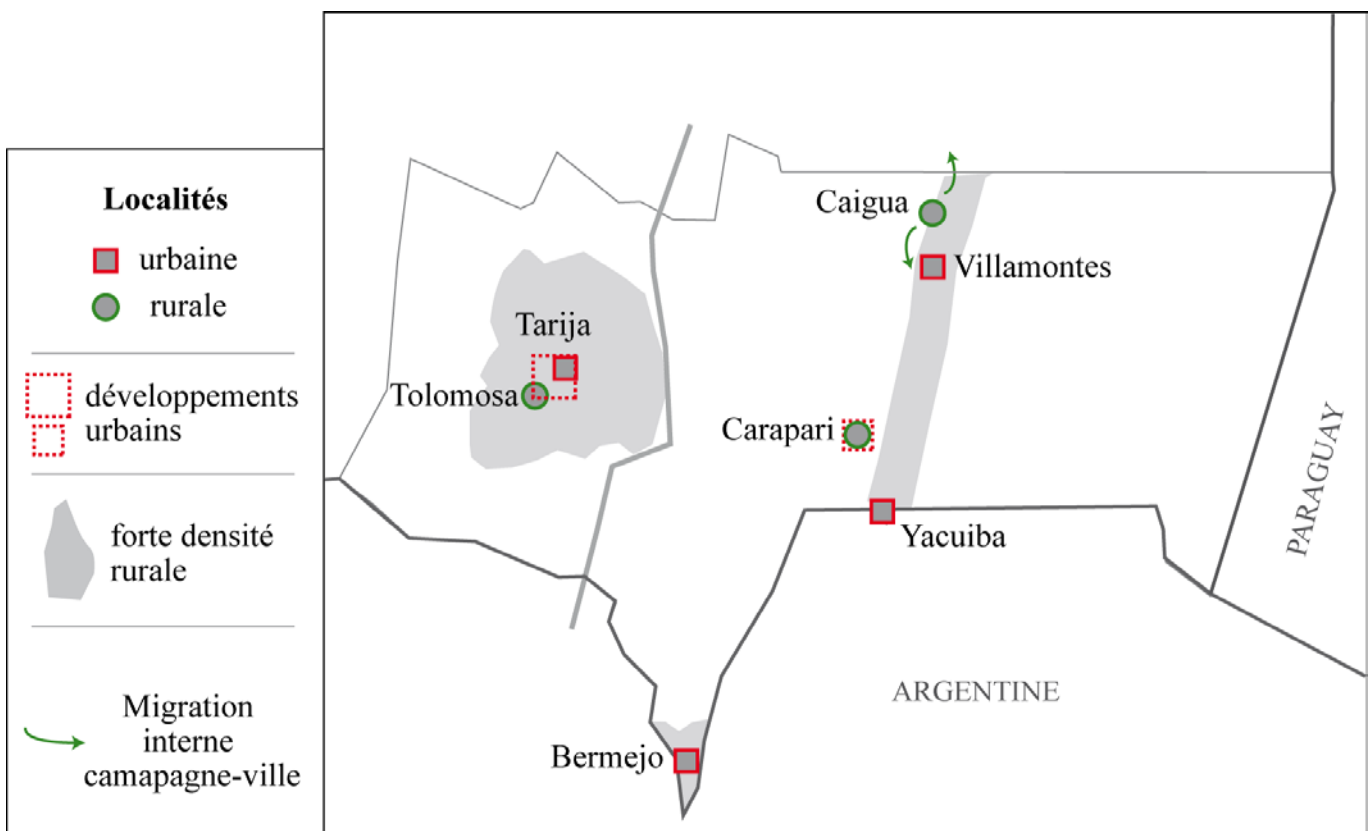 Localités
urbaine
rurale
développements
urbains
forte densité
rurale
Migration
interne
camapagne-ville
Caigua
Villamontes
Tarija
Tolomosa
Carapari
Yacuiba
Bermejo
ARGENTINE
PARAGUAY